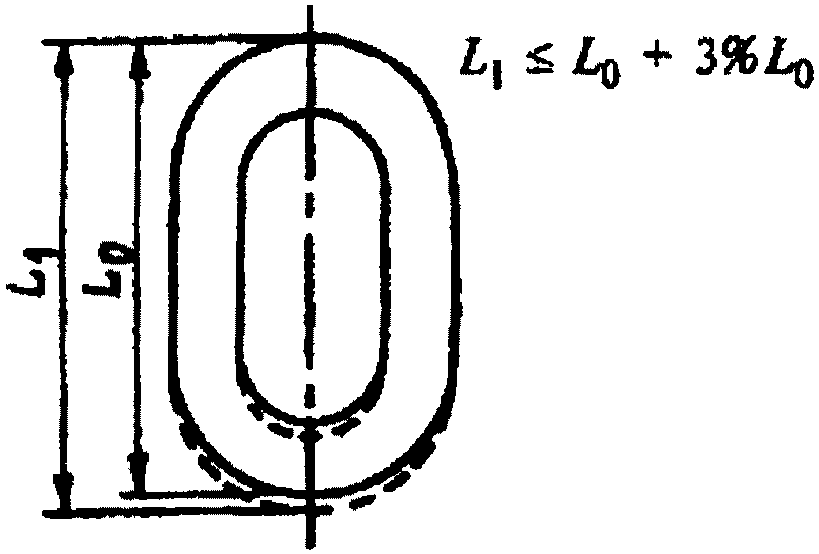 L₁ ≤ L₀ + 3% L₀
L₁
L₀